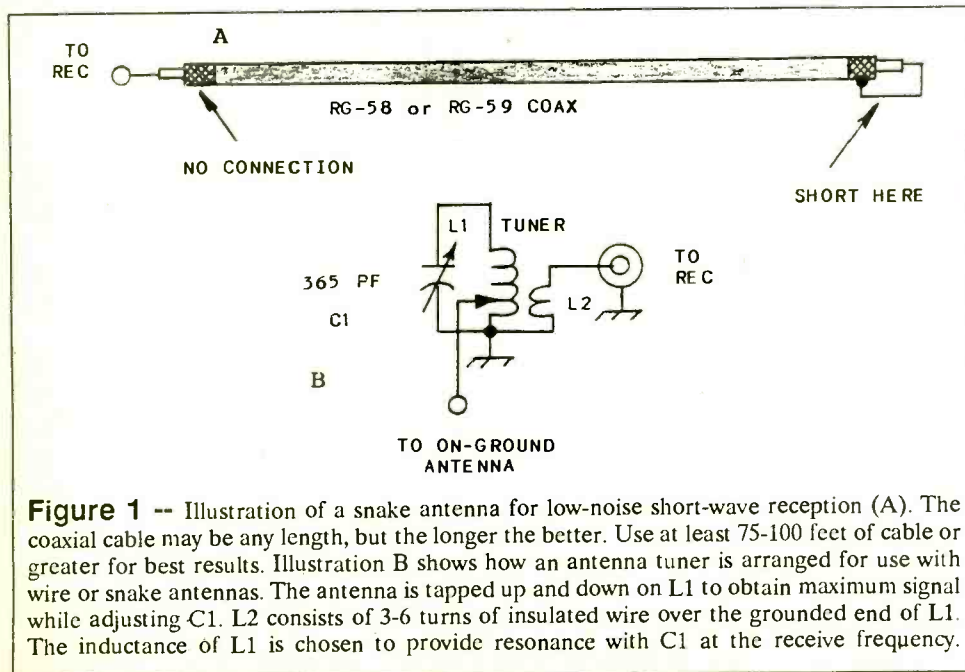 A
TO
REC
RG-58 or RG-59 COAX
NO CONNECTION
SHORT HERE
L1 TUNER
365 PF
C1
L2
TO
REC
B
TO ON-GROUND
ANTENNA
Figure 1 -- Illustration of a snake antenna for low-noise short-wave reception (A). The
coaxial cable may be any length, but the longer the better. Use at least 75-100 feet of cable or
greater for best results. Illustration B shows how an antenna tuner is arranged for use with
wire or snake antennas. The antenna is tapped up and down on L1 to obtain maximum signal
while adjusting C1. L2 consists of 3-6 turns of insulated wire over the grounded end of L1.
The inductance of L1 is chosen to provide resonance with C1 at the receive frequency.